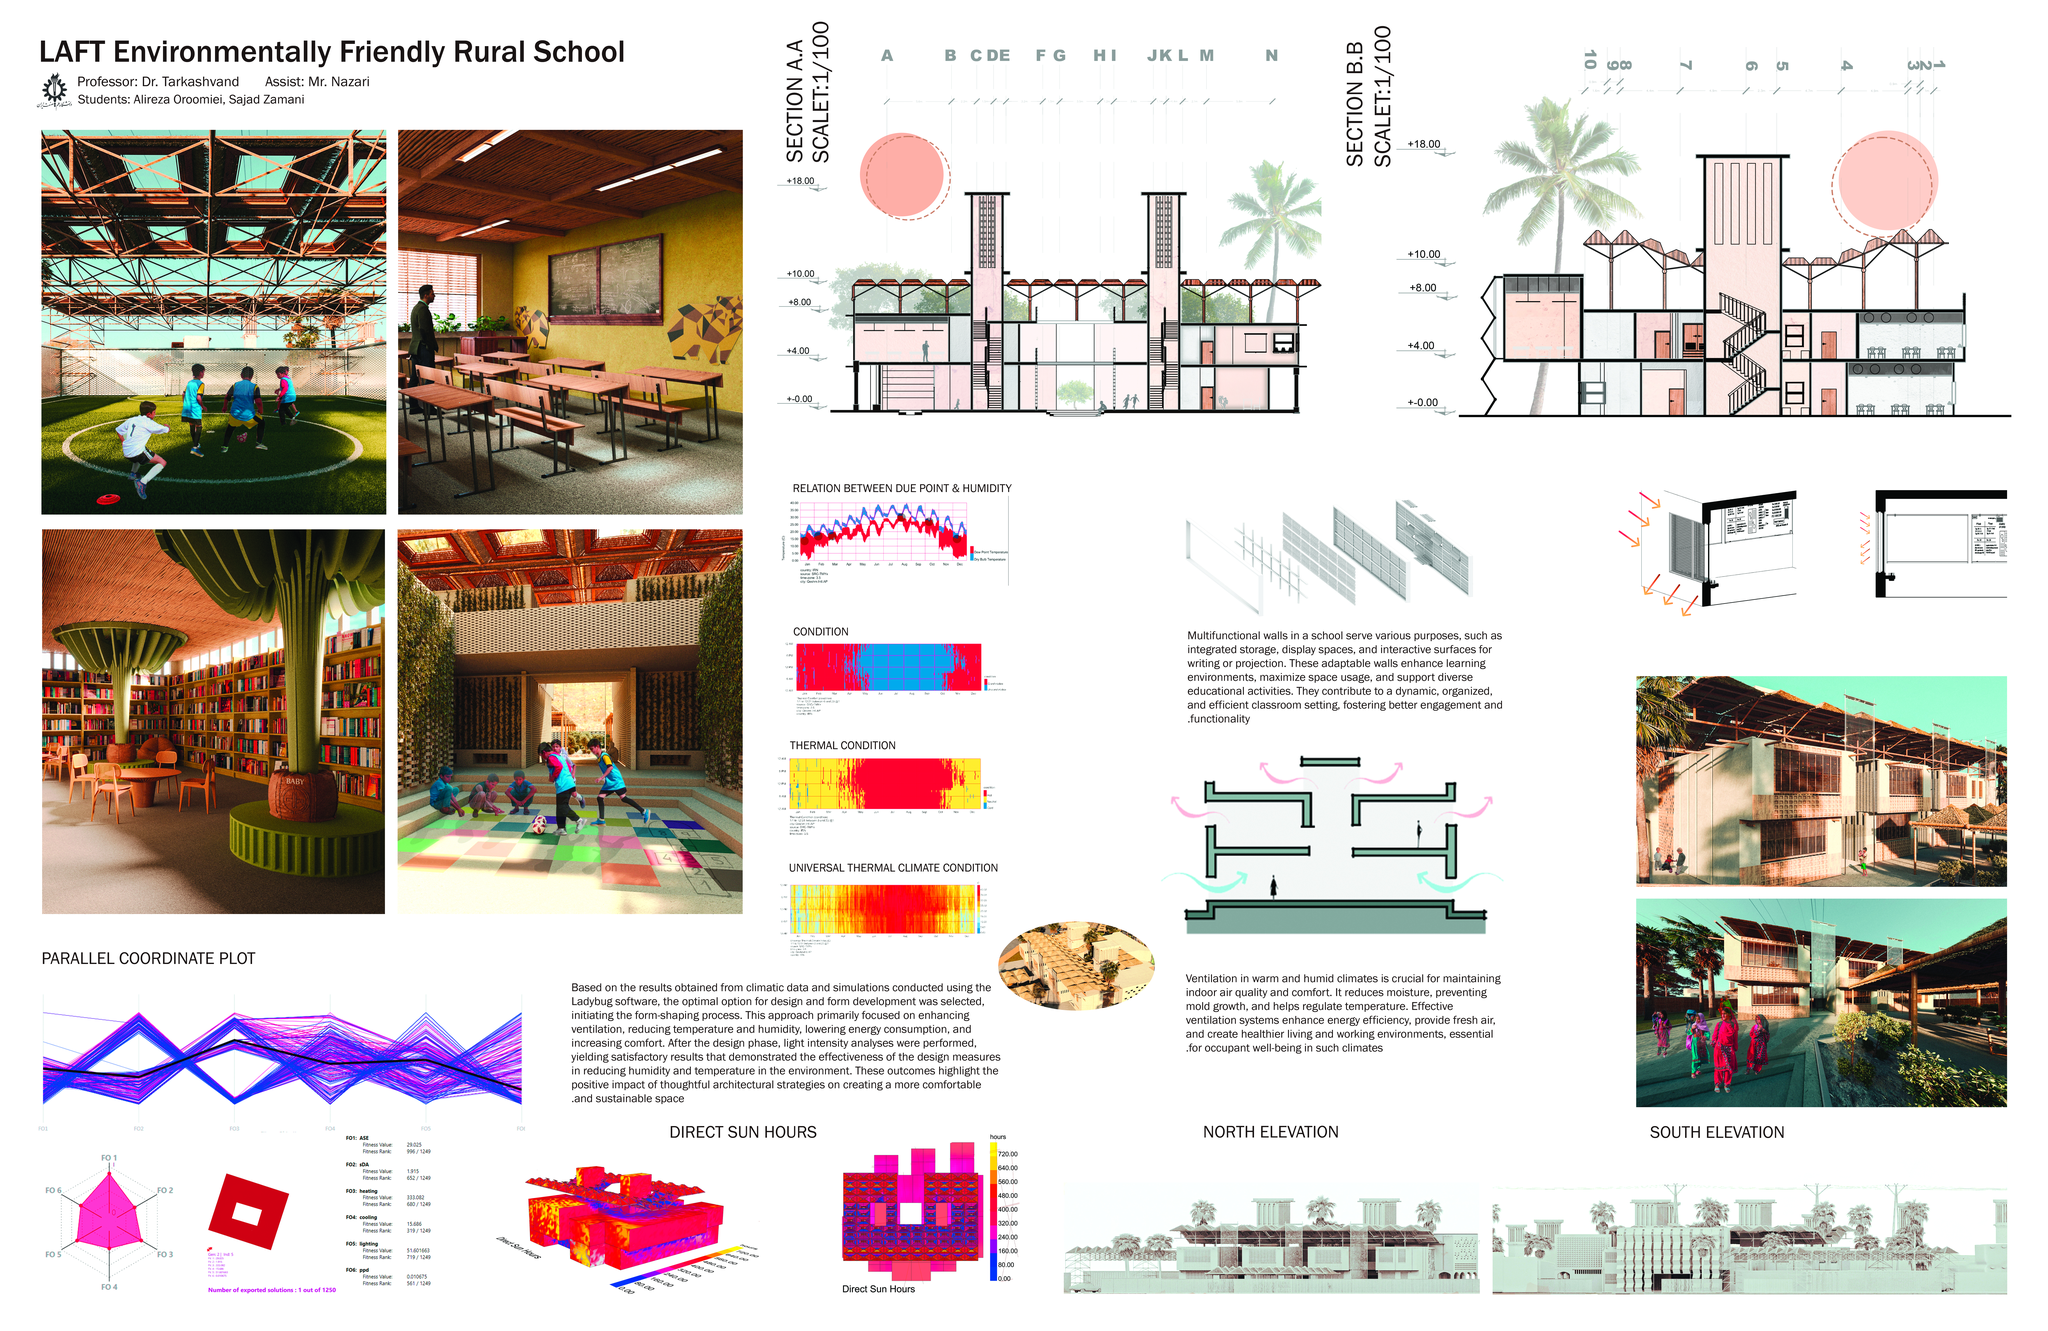 LAFT Environmentally Friendly Rural School
Professor: Dr. Tarkashvand Assist: Mr. Nazari
Students: Alireza Oroomiei, Sajad Zamani
SECTION A.A
SCALET:1/100
A B C D E F G H I J K L M N
+18.00
+10.00
+8.00
+4.00
+-0.00
SECTION B.B
SCALET:1/100
10 9 8 7 6 5 4 3 2 1
+18.00
+10.00
+8.00
+4.00
+-0.00
BABY
RELATION BETWEEN DUE POINT & HUMIDITY
CONDITION
THERMAL CONDITION
UNIVERSAL THERMAL CLIMATE CONDITION
Multifunctional walls in a school serve various purposes, such as
integrated storage, display spaces, and interactive surfaces for
writing or projection. These adaptable walls enhance learning
environments, maximize space usage, and support diverse
educational activities. They contribute to a dynamic, organized,
and efficient classroom setting, fostering better engagement and
.functionality
Ventilation in warm and humid climates is crucial for maintaining
indoor air quality and comfort. It reduces moisture, preventing
mold growth, and helps regulate temperature. Effective
ventilation systems enhance energy efficiency, provide fresh air,
and create healthier living and working environments, essential
.for occupant well-being in such climates
PARALLEL COORDINATE PLOT
FO1 FO2 FO3 FO4 FO5
Based on the results obtained from climatic data and simulations conducted using the
Ladybug software, the optimal option for design and form development was selected,
initiating the form-shaping process. This approach primarily focused on enhancing
ventilation, reducing temperature and humidity, lowering energy consumption, and
increasing comfort. After the design phase, light intensity analyses were performed,
yielding satisfactory results that demonstrated the effectiveness of the design measures
in reducing humidity and temperature in the environment. These outcomes highlight the
positive impact of thoughtful architectural strategies on creating a more comfortable
.and sustainable space
FO 1
FO 2
FO 3
FO 4
FO 5
FO 6
Number of exported solutions : 1 out of 1250
FO1: ASE
Fitness Value: 29.025
Fitness Rank: 996 / 1249
FO2: sDA
Fitness Value: 1.915
Fitness Rank: 652 / 1249
FO3: heating
Fitness Value: 333.082
Fitness Rank: 680 / 1249
FO4: cooling
Fitness Value: 15.686
Fitness Rank: 319 / 1249
FO5: lighting
Fitness Value: 51.601663
Fitness Rank: 719 / 1249
FO6: ppd
Fitness Value: 0.010675
Fitness Rank: 561 / 1249
DIRECT SUN HOURS
Direct Sun Hours
hours
720.00
640.00
560.00
480.00
400.00
320.00
240.00
160.00
80.00
0.00
Direct Sun Hours
NORTH ELEVATION
SOUTH ELEVATION